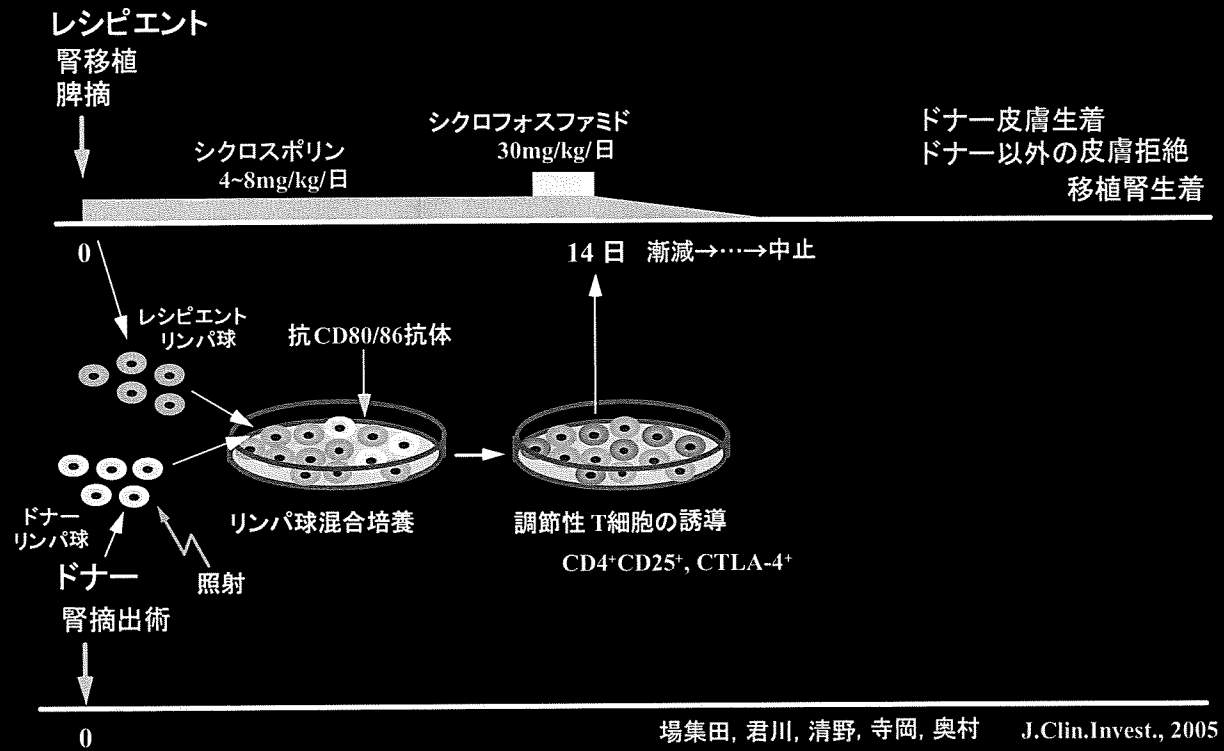 レシピエント
腎移植
脾摘
シクロスポリン
4~8mg/kg/日
シクロフォスファミド
30mg/kg/日
ドナー皮膚生着
ドナー以外の皮膚拒絶
移植腎生着
0
14 日 漸減→…→中止
レシピエント
リンパ球
抗CD80/86抗体
ドナー
リンパ球
リンパ球混合培養
調節性 T細胞の誘導
CD4⁺CD25⁺, CTLA-4⁺
ドナー
照射
腎摘出術
0
場集田, 君川, 清野, 寺岡, 奥村 J.Clin.Invest., 2005